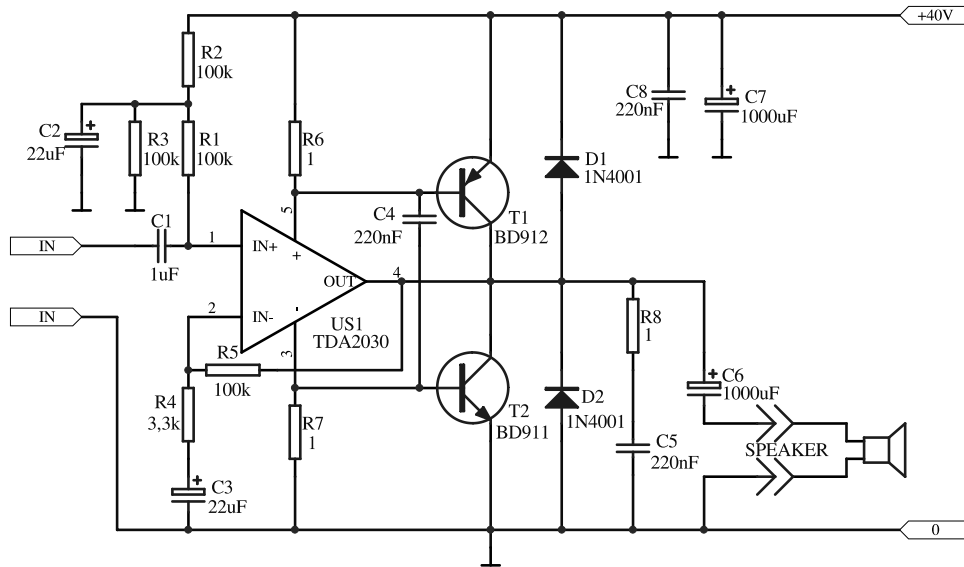 +40V
R2
100k
C2
22uF
R3
100k
R1
100k
R6
1
C8
220nF
C7
1000uF
D1
1N4001
C1
1uF
IN
1
IN+
+
5
C4
220nF
T1
BD912
OUT
4
IN
2
IN-
-
3
US1
TDA2030
R5
100k
R4
3,3k
R8
1
C6
1000uF
T2
BD911
D2
1N4001
R7
1
C5
220nF
SPEAKER
C3
22uF
0
+
+
+
+